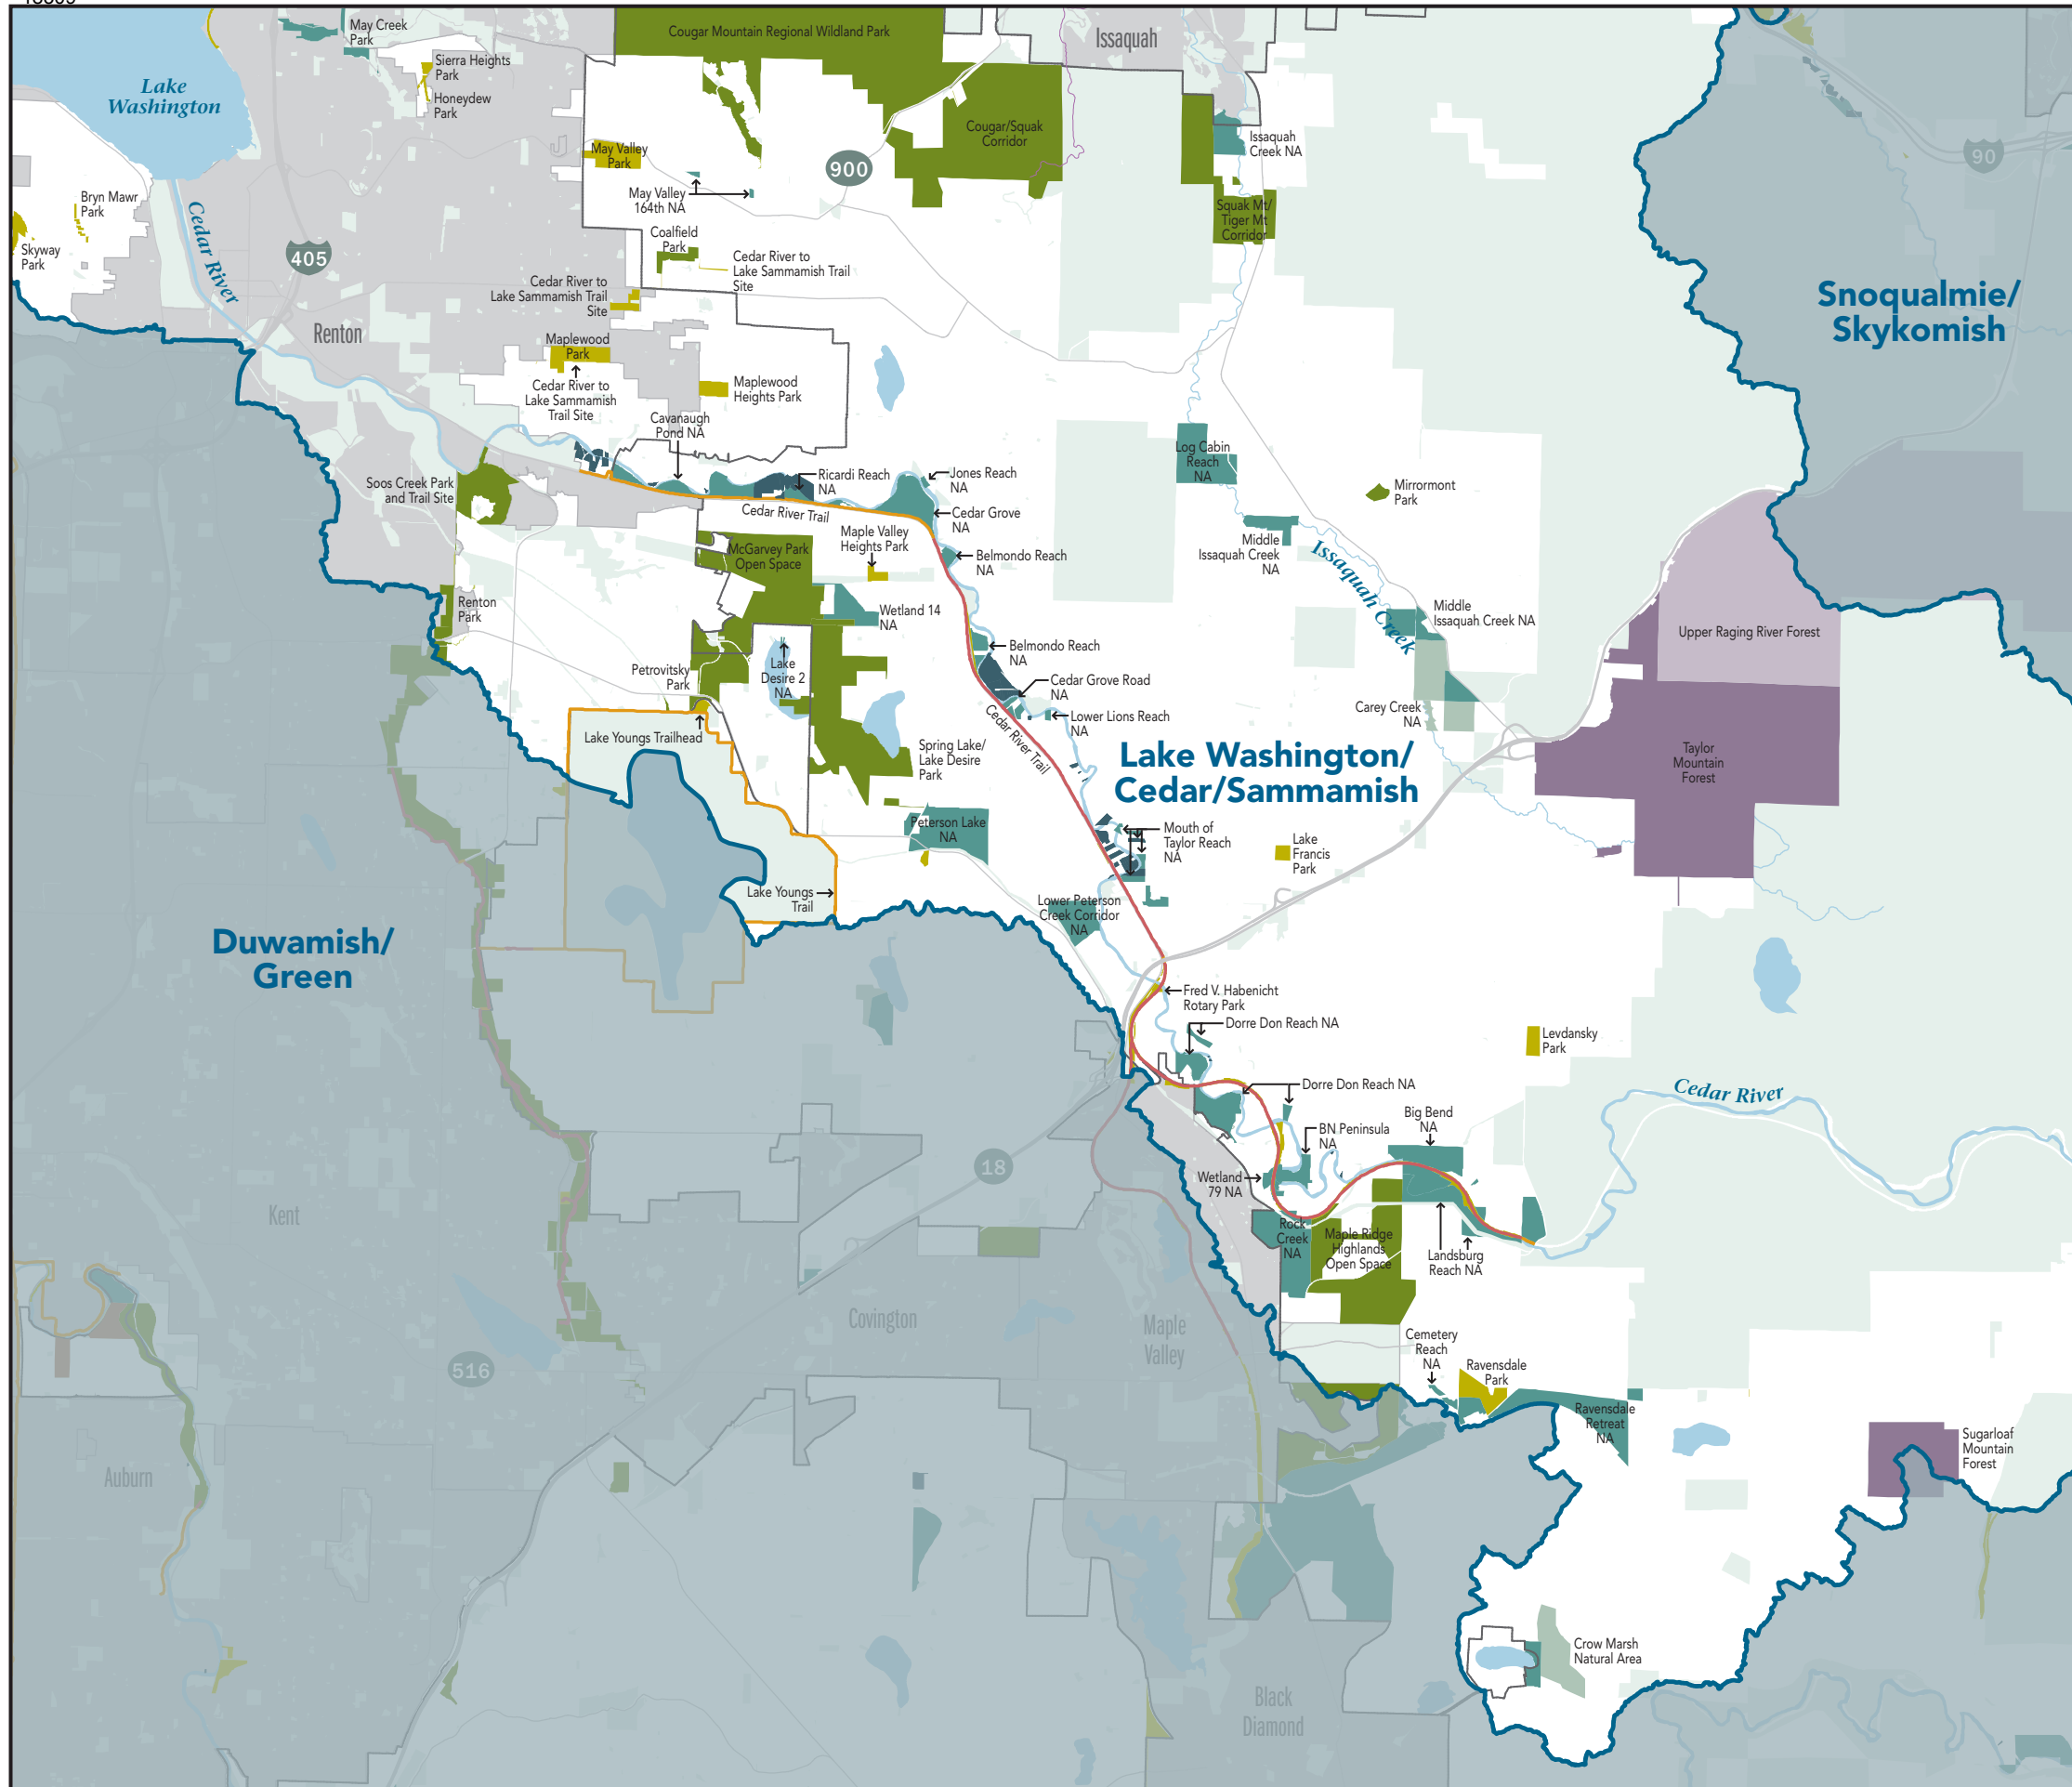 May Creek
Park
Cougar Mountain Regional Wildland Park
Issaquah
Sierra Heights
Park
Honeydew
Park
Lake
Washington
Cougar/Squak
Corridor
Issaquah
Creek NA
90
May Valley
Park
900
May Valley
164th NA
Bryn Mawr
Park
Squak Mt/
Tiger Mt
Corridor
Skyway
Park
Cedar River
405
Coalfield
Park
Cedar River to
Lake Sammamish Trail
Site
Cedar River to
Lake Sammamish Trail
Site
Snoqualmie/
Skykomish
Renton
Maplewood
Park
Cedar River to
Lake Sammamish
Trail Site
Maplewood
Heights Park
Cavanaugh
Pond NA
Log Cabin
Reach
NA
Soos Creek Park
and Trail Site
Ricardi Reach
NA
Jones Reach
NA
Mirrormont
Park
Cedar River Trail
Cedar Grove
NA
Maple Valley
Heights Park
McGarvey Park
Open Space
Belmondo Reach
NA
Middle
Issaquah Creek
NA
Issaquah Creek
Renton
Park
Wetland 14
NA
Middle
Issaquah Creek NA
Upper Raging River Forest
Belmondo Reach
NA
Petrovitsky
Park
Lake
Desire 2
NA
Cedar Grove Road
NA
Lower Lions Reach
NA
Carey Creek
NA
Lake Youngs Trailhead
Cedar River Trail
Spring Lake/
Lake Desire
Park
Lake Washington/
Cedar/Sammamish
Taylor
Mountain
Forest
Peterson Lake
NA
Mouth of
Taylor Reach
NA
Lake
Francis
Park
Lake Youngs
Trail
Lower Peterson
Creek Corridor
NA
Duwamish/
Green
Fred V. Habenicht
Rotary Park
Dorre Don Reach NA
Levdansky
Park
Dorre Don Reach NA
Cedar River
Big Bend
NA
BN Peninsula
NA
18
Wetland
79 NA
Kent
Rock
Creek
NA
Maple Ridge
Highlands
Open Space
Landsburg
Reach NA
Covington
Maple
Valley
Cemetery
Reach
NA
Ravensdale
Park
516
Ravensdale
Retreat
NA
Sugarloaf
Mountain
Forest
Auburn
Crow Marsh
Natural Area
Black
Diamond